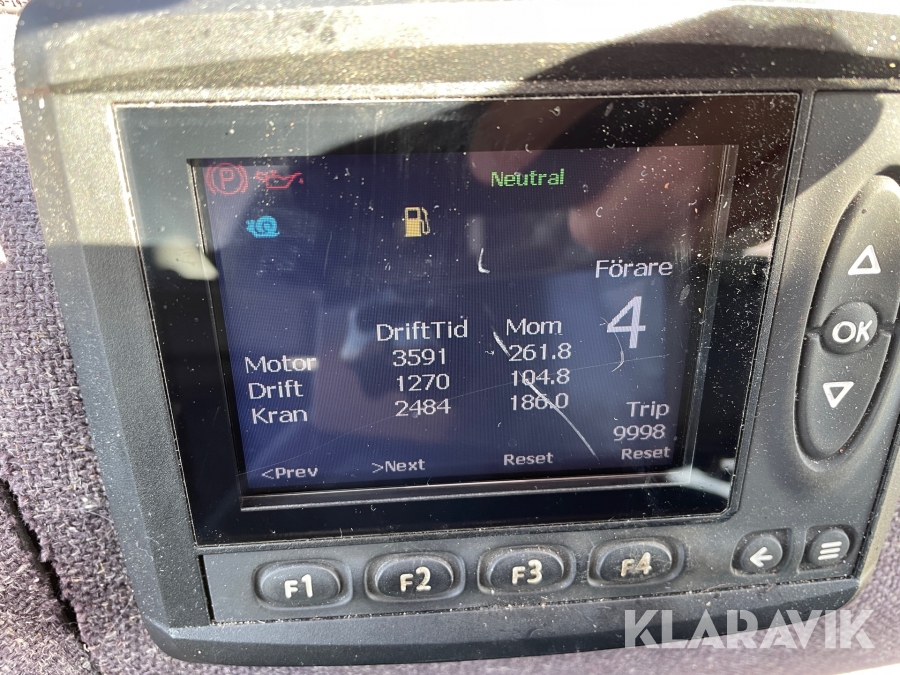 P
Neutral
Förare
4
DriftTid Mom
Motor 3591 261.8
Drift 1270 104.8
Kran 2484 186.0
Trip
9998
<Prev >Next Reset Reset
OK
F1 F2 F3 F4
KLARAVIK